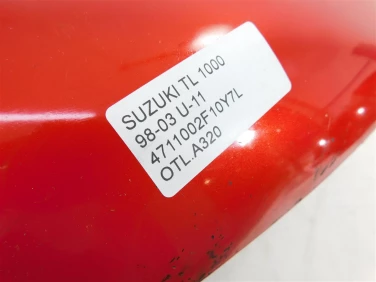 SUZUKI TL 1000
98-03 U-11
4711002F10Y7L
OTL.A320